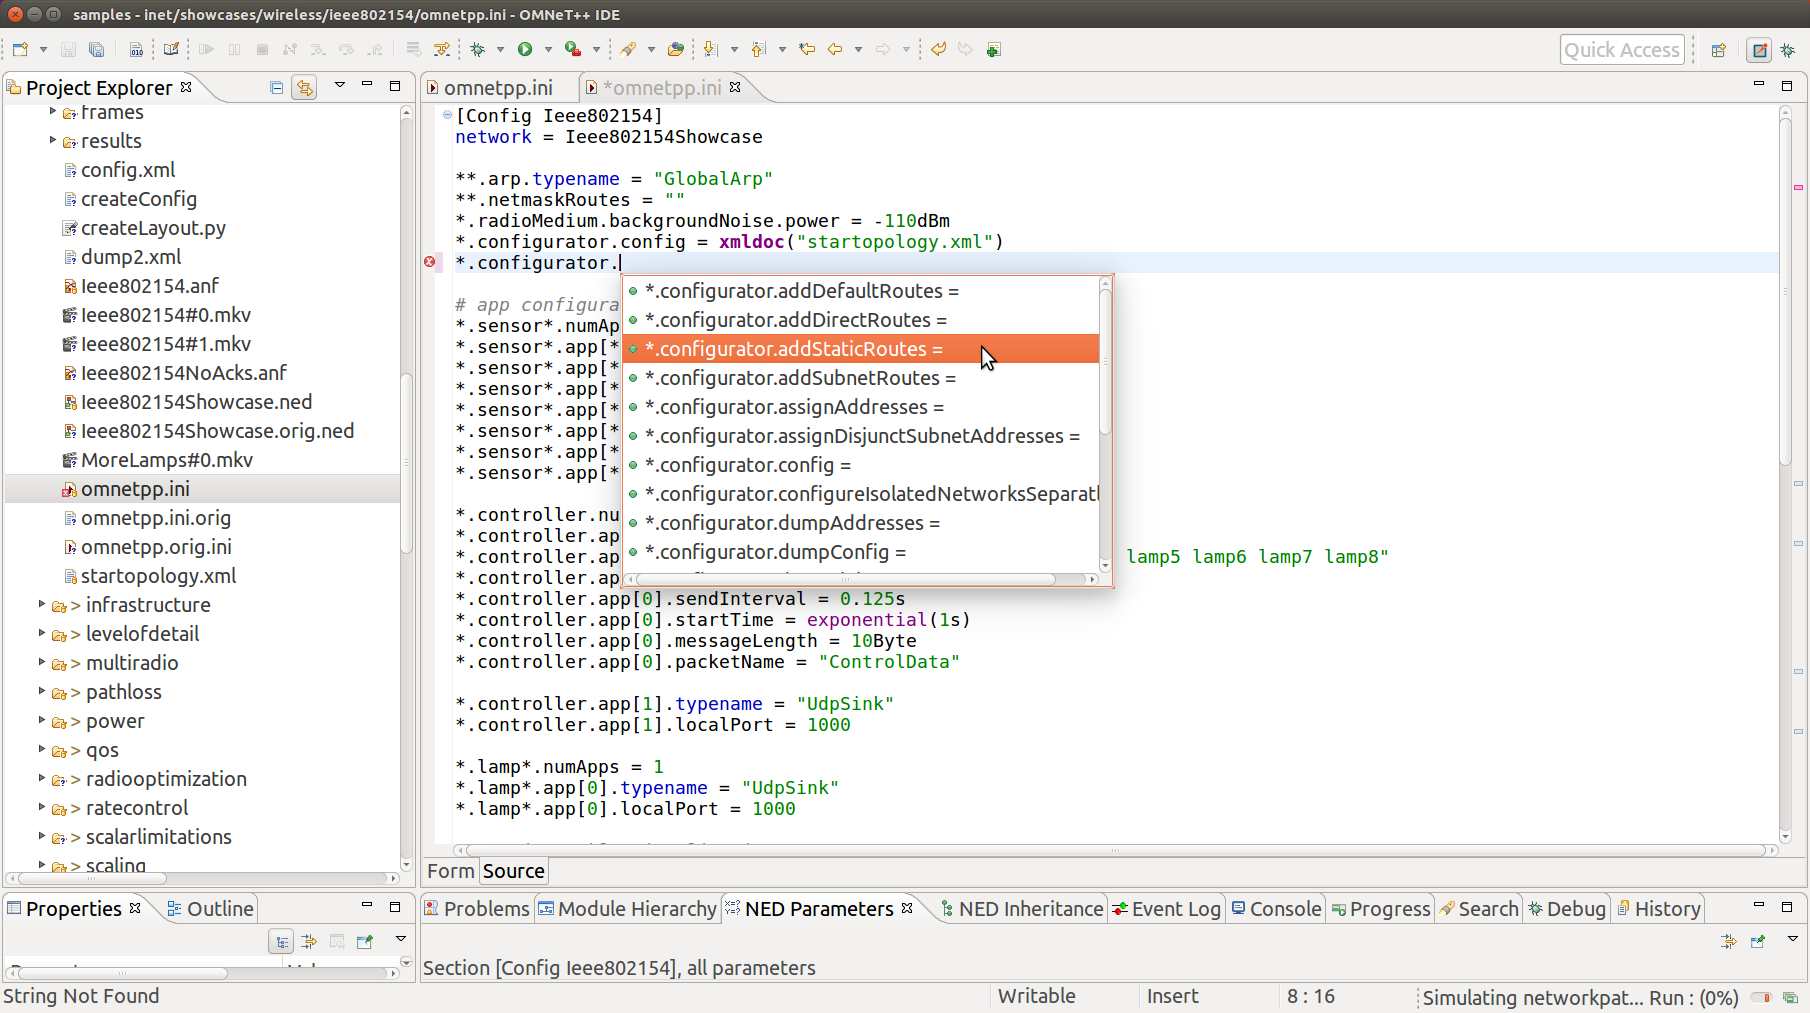 samples - inet/showcases/wireless/ieee802154/omnetpp.ini - OMNeT++ IDE
Quick Access
Project Explorer
frames
results
config.xml
createConfig
createLayout.py
dump2.xml
Ieee802154.anf
Ieee802154#0.mkv
Ieee802154#1.mkv
Ieee802154NoAcks.anf
Ieee802154Showcase.ned
Ieee802154Showcase.orig.ned
MoreLamps#0.mkv
omnetpp.ini
omnetpp.ini.orig
omnetpp.orig.ini
startopology.xml
> infrastructure
> levelofdetail
> multiradio
> pathloss
> power
> qos
> radiooptimization
> ratecontrol
> scalarlimitations
> scaling
omnetpp.ini
*omnetpp.ini
[Config Ieee802154]
network = Ieee802154Showcase
**.arp.typename = "GlobalArp"
**.netmaskRoutes = ""
*.radioMedium.backgroundNoise.power = -110dBm
*.configurator.config = xmldoc("startopology.xml")
*.configurator.
# app configura
*.sensor*.numAp
*.sensor*.app[*
*.sensor*.app[*
*.sensor*.app[*
*.sensor*.app[*
*.sensor*.app[*
*.sensor*.app[*
*.sensor*.app[*
*.controller.nu
*.controller.ap
*.controller.ap lamp5 lamp6 lamp7 lamp8"
*.controller.ap
*.controller.app[0].sendInterval = 0.125s
*.controller.app[0].startTime = exponential(1s)
*.controller.app[0].messageLength = 10Byte
*.controller.app[0].packetName = "ControlData"
*.controller.app[1].typename = "UdpSink"
*.controller.app[1].localPort = 1000
*.lamp*.numApps = 1
*.lamp*.app[0].typename = "UdpSink"
*.lamp*.app[0].localPort = 1000
*.configurator.addDefaultRoutes =
*.configurator.addDirectRoutes =
*.configurator.addStaticRoutes =
*.configurator.addSubnetRoutes =
*.configurator.assignAddresses =
*.configurator.assignDisjunctSubnetAddresses =
*.configurator.config =
*.configurator.configureIsolatedNetworksSeparatl
*.configurator.dumpAddresses =
*.configurator.dumpConfig =
Form Source
Properties
Outline
Problems
Module Hierarchy
NED Parameters
NED Inheritance
Event Log
Console
Progress
Search
Debug
History
Section [Config Ieee802154], all parameters
String Not Found
Writable
Insert
8 : 16
Simulating networkpat... Run : (0%)